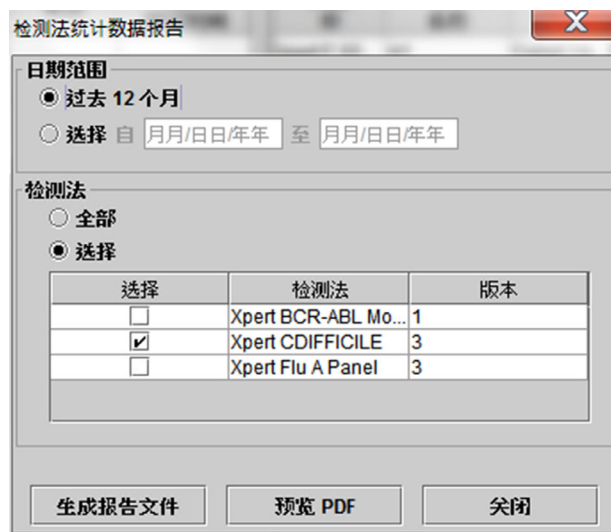 检测法统计数据报告
日期范围
过去 12 个月
选择 自 月月/日日/年年 至 月月/日日/年年
检测法
全部
选择
选择 检测法 版本
Xpert BCR-ABL Mo... 1
Xpert CDIFFICILE 3
Xpert Flu A Panel 3
生成报告文件 预览 PDF 关闭